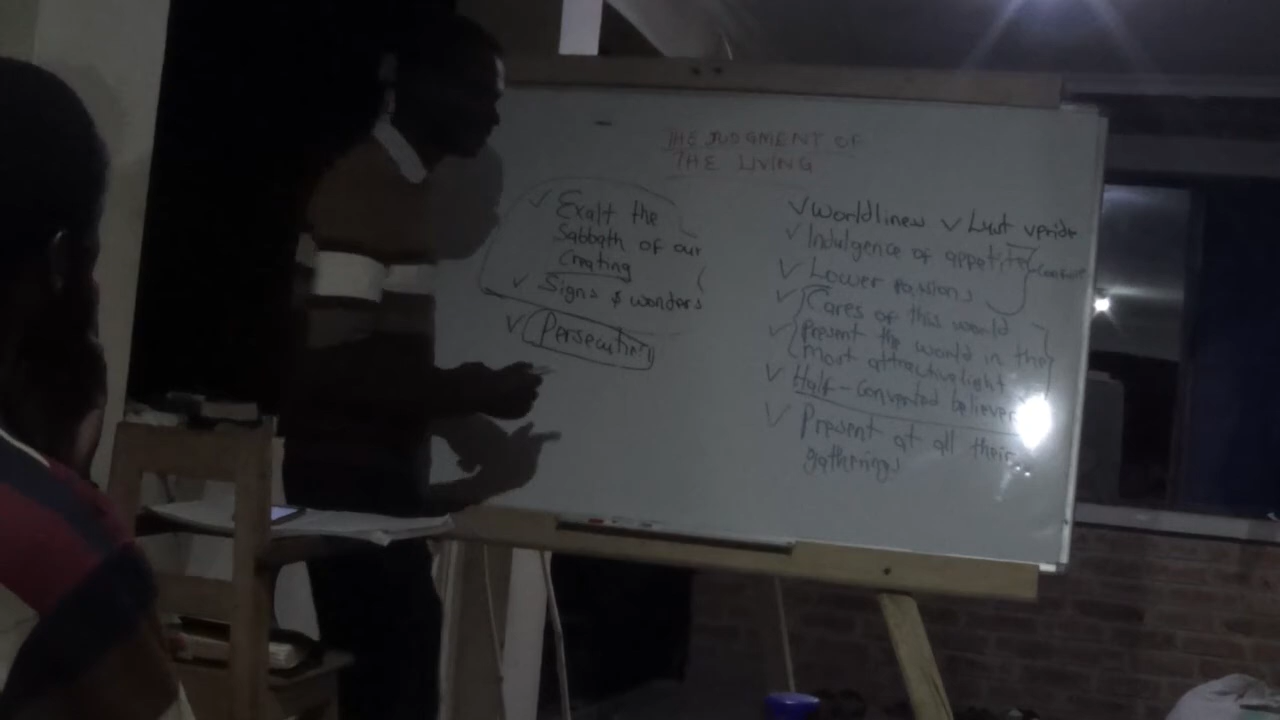 THE JUDGMENT OF
THE LIVING
✓ Exalt the
Sabbath of our
Creating
✓ Signs & wonders
✓ Persecution
✓ Worldliness ✓ Lust ✓pride
✓ Indulgence of appetite
✓ Lower passions
✓ Cares of this world
✓ Present the world in the
most attractive light
✓ Half-converted believer
✓ Present at all their
gatherings